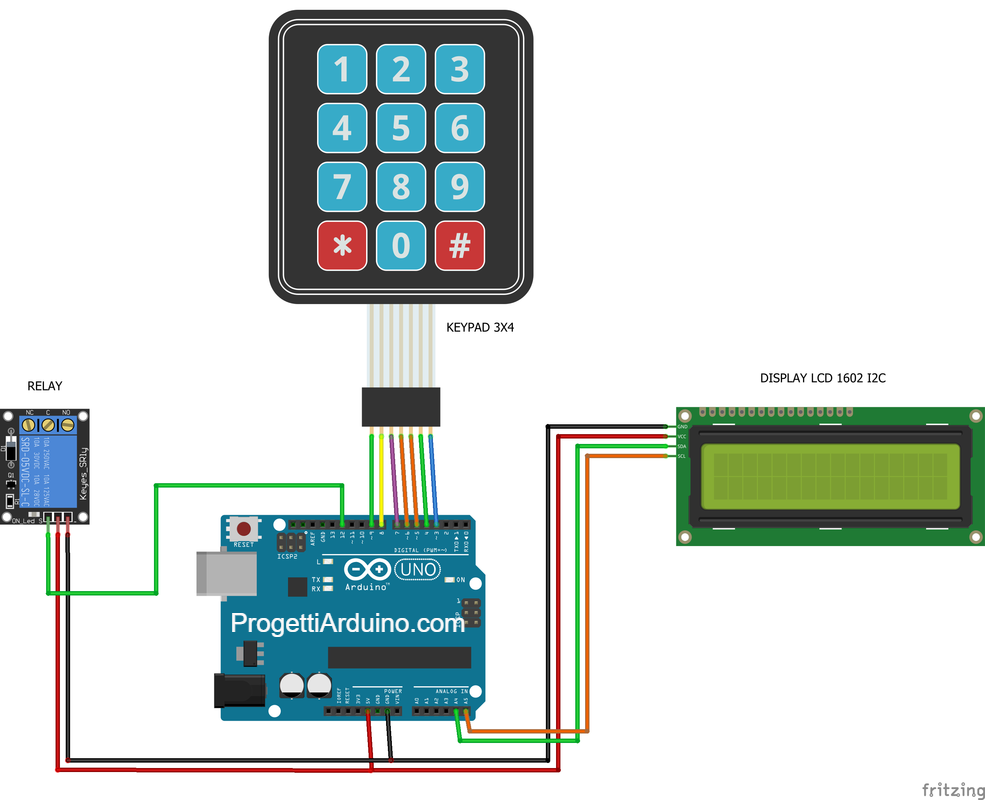 1 2 3
4 5 6
7 8 9
* 0 #
KEYPAD 3X4
RELAY
DISPLAY LCD 1602 I2C
NC C NO
10A 250VAC 10A 125VAC
10A 30VDC 10A 28VDC
SRD-05VDC-SL-C
Keyes_SRly
ON_Led S
GND
VCC
SDA
SCL
RESET
ICSP2
AREF
GND
13
12
~11
~10
~9
8
7
~6
~5
4
~3
2
TX0▶1
RX0◀0
DIGITAL (PWM=~)
L
TX
RX
Arduino™
UNO
ON
1
ProgettiArduino.com
IOREF
RESET
3V3
5V
GND
GND
VIN
POWER
ANALOG IN
A0
A1
A2
A3
A4
A5
fritzing